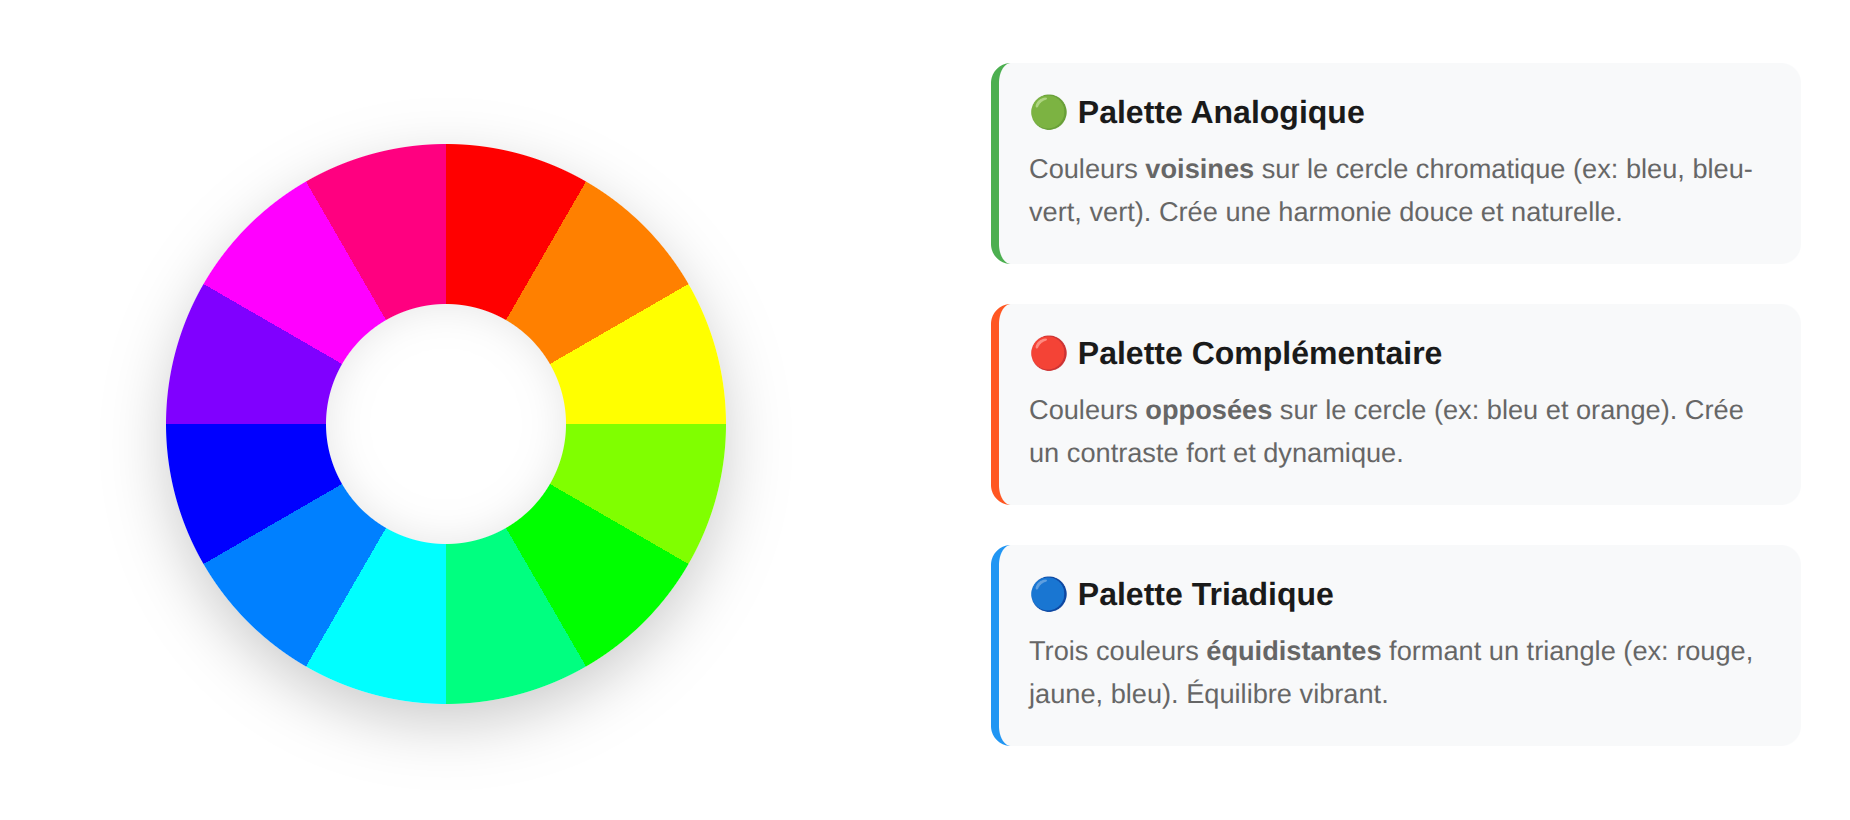 🟢 Palette Analogique
Couleurs voisines sur le cercle chromatique (ex: bleu, bleu-
vert, vert). Crée une harmonie douce et naturelle.
🔴 Palette Complémentaire
Couleurs opposées sur le cercle (ex: bleu et orange). Crée
un contraste fort et dynamique.
🔵 Palette Triadique
Trois couleurs équidistantes formant un triangle (ex: rouge,
jaune, bleu). Équilibre vibrant.